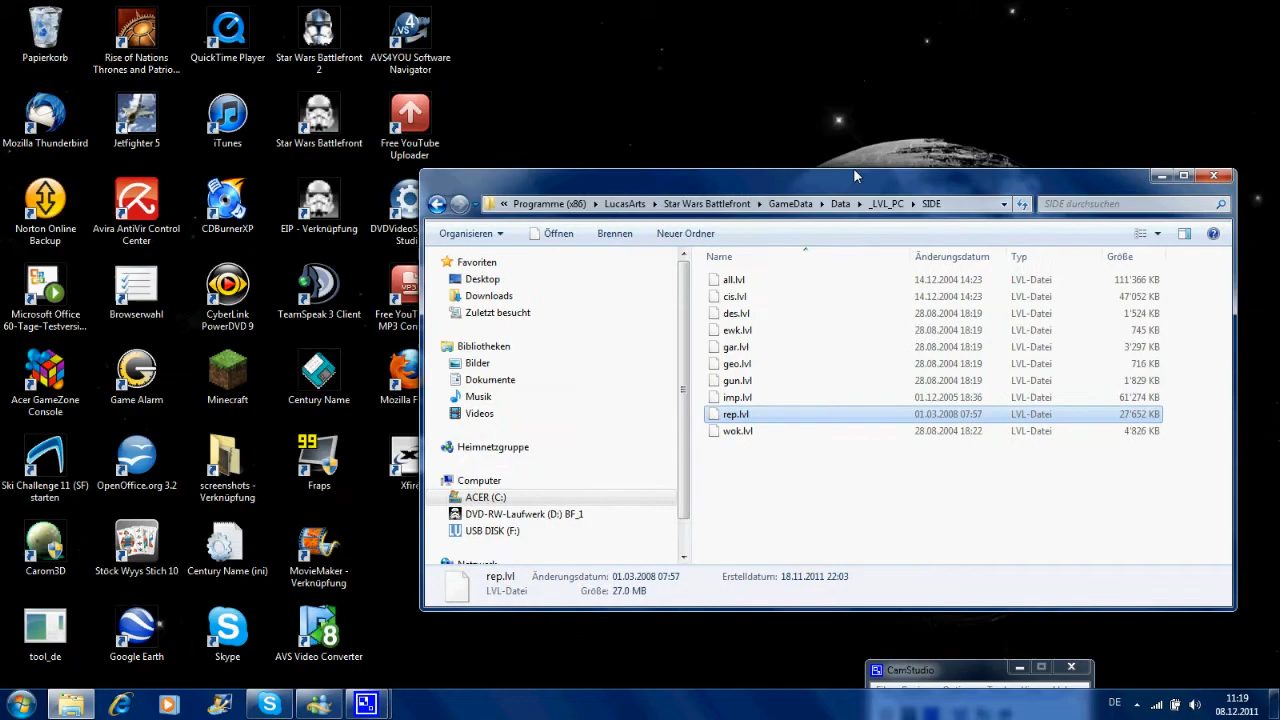 Papierkorb
Rise of Nations
Thrones and Patrio...
QuickTime Player
Star Wars Battlefront
2
AVS4YOU Software
Navigator
Mozilla Thunderbird
Jetfighter 5
iTunes
Star Wars Battlefront
Free YouTube
Uploader
Norton Online
Backup
Avira AntiVir Control
Center
CDBurnerXP
EIP - Verknüpfung
DVDVideoS
Studi
Microsoft Office
60-Tage-Testversi...
Browserwahl
CyberLink
PowerDVD 9
TeamSpeak 3 Client
Free You
MP3 Con
Acer GameZone
Console
Game Alarm
Minecraft
Century Name
Mozilla F
Ski Challenge 11 (SF)
starten
OpenOffice.org 3.2
screenshots -
Verknüpfung
99
Fraps
Xfire
Carom3D
Stöck Wyys Stich 10
Century Name (ini)
MovieMaker -
Verknüpfung
tool_de
Google Earth
Skype
AVS Video Converter
« Programme (x86) LucasArts Star Wars Battlefront GameData Data _LVL_PC SIDE
SIDE durchsuchen
Organisieren Öffnen Brennen Neuer Ordner
Favoriten
Desktop
Downloads
Zuletzt besucht
Bibliotheken
Bilder
Dokumente
Musik
Videos
Heimnetzgruppe
Computer
ACER (C:)
DVD-RW-Laufwerk (D:) BF_1
USB DISK (F:)
Name Änderungsdatum Typ Größe
all.lvl 14.12.2004 14:23 LVL-Datei 111'366 KB
cis.lvl 14.12.2004 14:23 LVL-Datei 47'052 KB
des.lvl 28.08.2004 18:19 LVL-Datei 1'524 KB
ewk.lvl 28.08.2004 18:19 LVL-Datei 745 KB
gar.lvl 28.08.2004 18:19 LVL-Datei 3'297 KB
geo.lvl 28.08.2004 18:19 LVL-Datei 716 KB
gun.lvl 28.08.2004 18:19 LVL-Datei 1'829 KB
imp.lvl 01.12.2005 18:36 LVL-Datei 61'274 KB
rep.lvl 01.03.2008 07:57 LVL-Datei 27'652 KB
wok.lvl 28.08.2004 18:22 LVL-Datei 4'826 KB
rep.lvl Änderungsdatum: 01.03.2008 07:57 Erstelldatum: 18.11.2011 22:03
LVL-Datei Größe: 27.0 MB
CamStudio
DE
11:19
08.12.2011